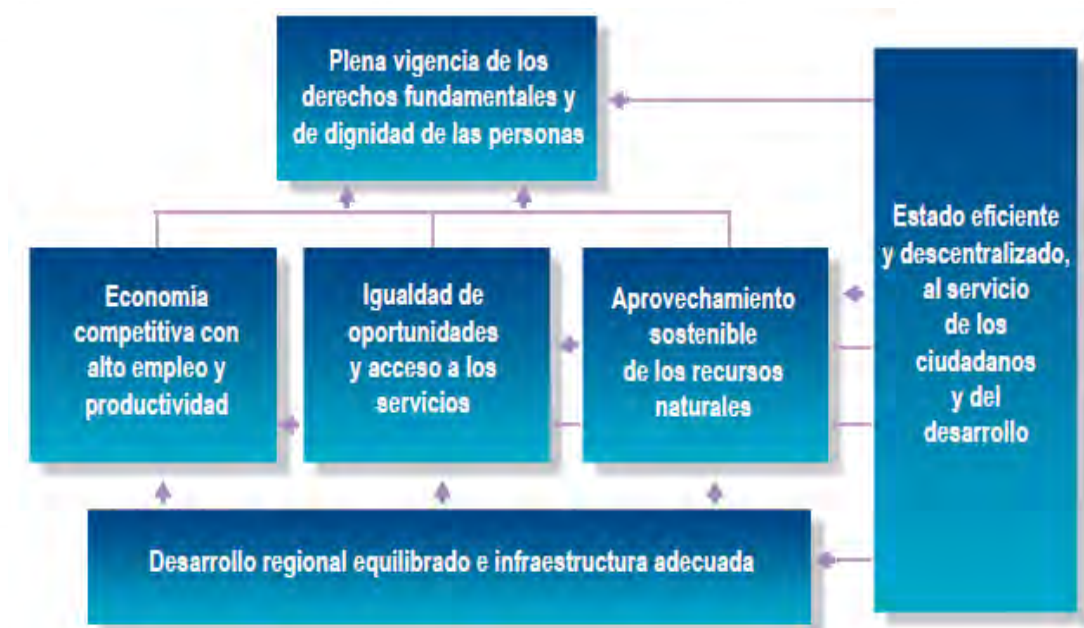 Plena vigencia de los
derechos fundamentales y
de dignidad de las personas
Economía
competitiva con
alto empleo y
productividad
Igualdad de
oportunidades
y acceso a los
servicios
Aprovechamiento
sostenible
de los recursos
naturales
Estado eficiente
y descentralizado,
al servicio
de los
ciudadanos
y del
desarrollo
Desarrollo regional equilibrado e infraestructura adecuada